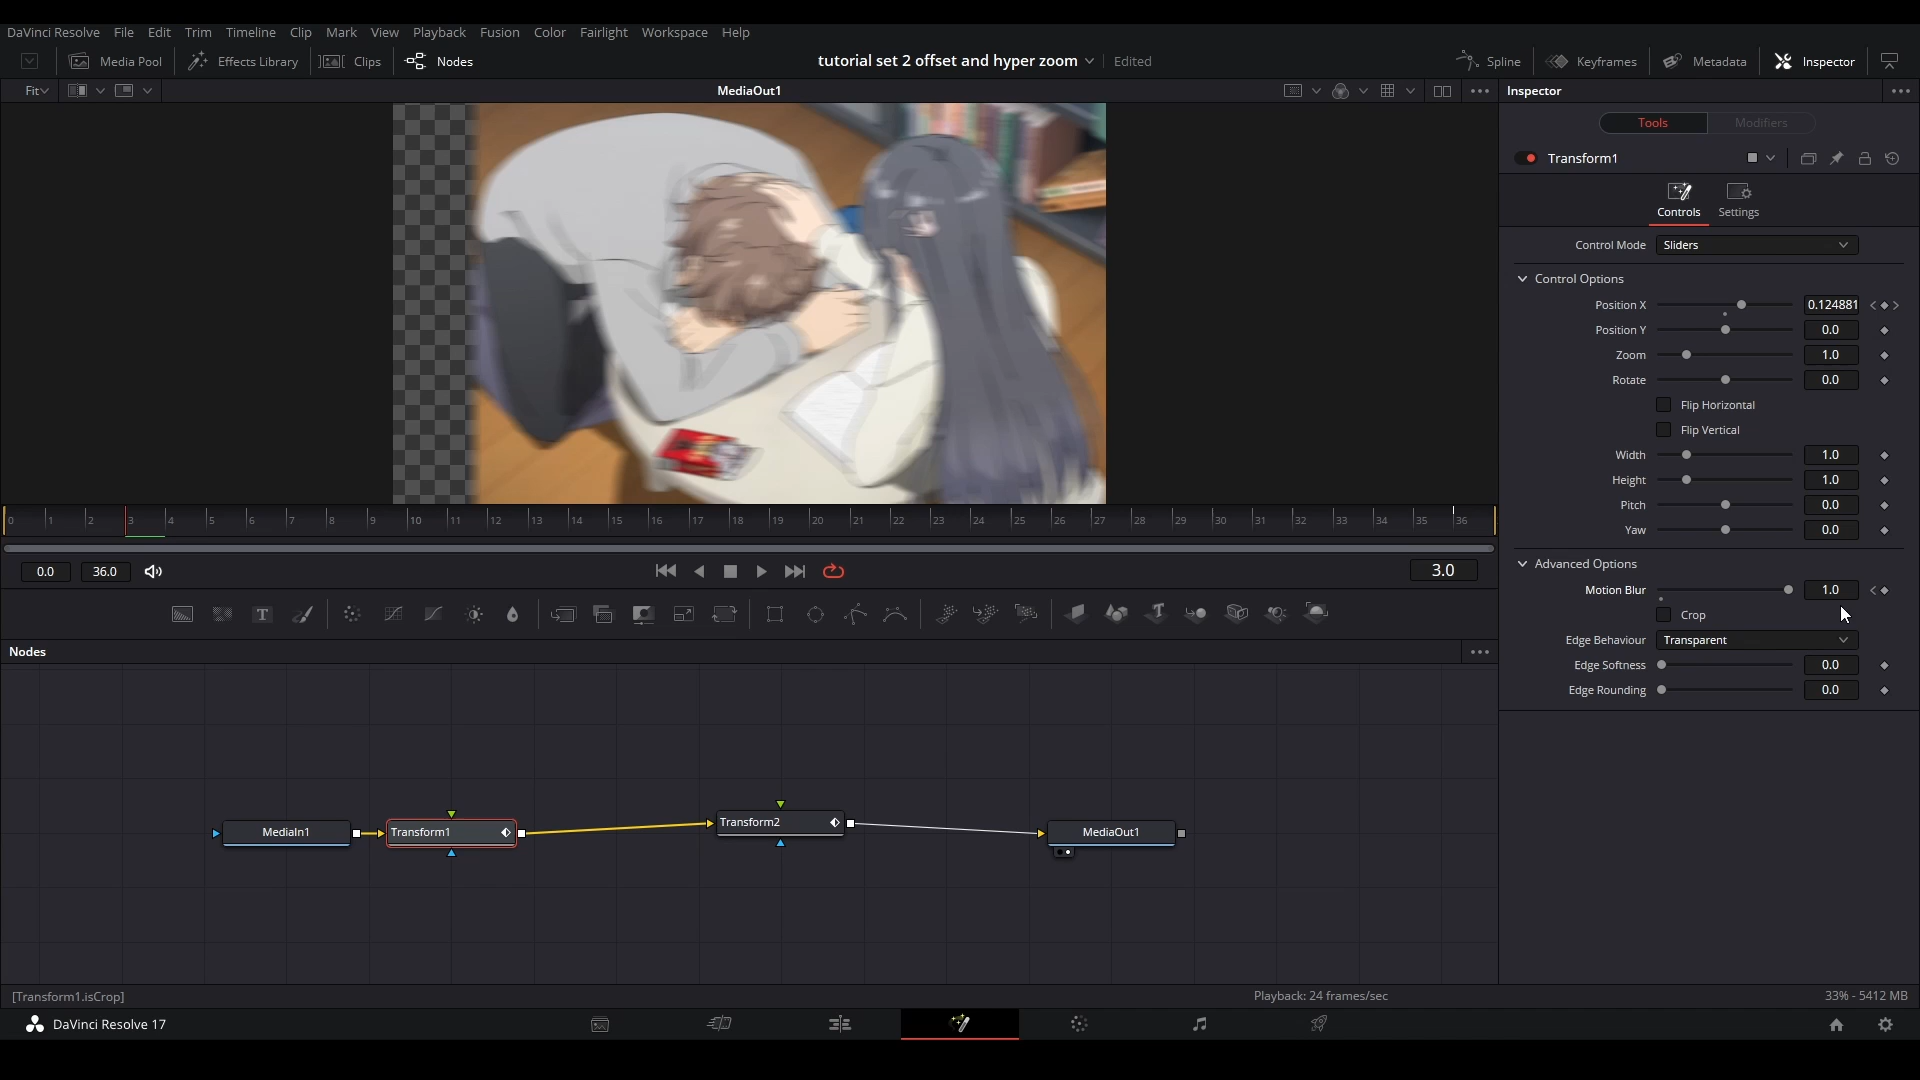 DaVinci Resolve File Edit Trim Timeline Clip Mark View Playback Fusion Color Fairlight Workspace Help
Media Pool Effects Library Clips Nodes tutorial set 2 offset and hyper zoom Edited Spline Keyframes Metadata Inspector
Fit MediaOut1 Inspector
Tools Modifiers
Transform1
Controls Settings
Control Mode Sliders
Control Options
Position X 0.124881
Position Y 0.0
Zoom 1.0
Rotate 0.0
Flip Horizontal
Flip Vertical
Width 1.0
Height 1.0
Pitch 0.0
Yaw 0.0
0 1 2 3 4 5 6 7 8 9 10 11 12 13 14 15 16 17 18 19 20 21 22 23 24 25 26 27 28 29 30 31 32 33 34 35 36
0.0 36.0 3.0
Advanced Options
Motion Blur 1.0
Crop
Edge Behaviour Transparent
Edge Softness 0.0
Edge Rounding 0.0
Nodes
MediaIn1 Transform1 Transform2 MediaOut1
[Transform1.isCrop] Playback: 24 frames/sec 33% - 5412 MB
DaVinci Resolve 17